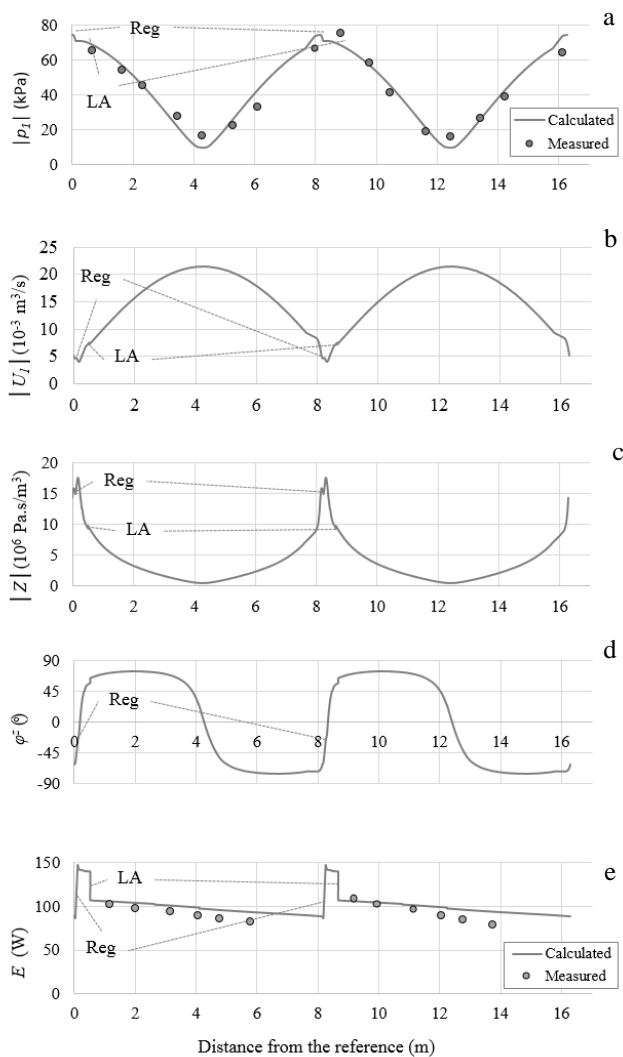 a
80
60
40
20
0
|p₁| (kPa)
Reg
LA
Calculated
Measured
0 2 4 6 8 10 12 14 16
b
25
20
15
10
5
0
|U₁| (10⁻³ m³/s)
Reg
LA
0 2 4 6 8 10 12 14 16
c
20
15
10
5
0
|Z| (10⁶ Pa.s/m³)
Reg
LA
0 2 4 6 8 10 12 14 16
d
90
45
0
-45
-90
Reg
0 2 4 6 8 10 12 14 16
e
150
100
50
0
E (W)
LA
Reg
Calculated
Measured
0 2 4 6 8 10 12 14 16
Distance from the reference (m)